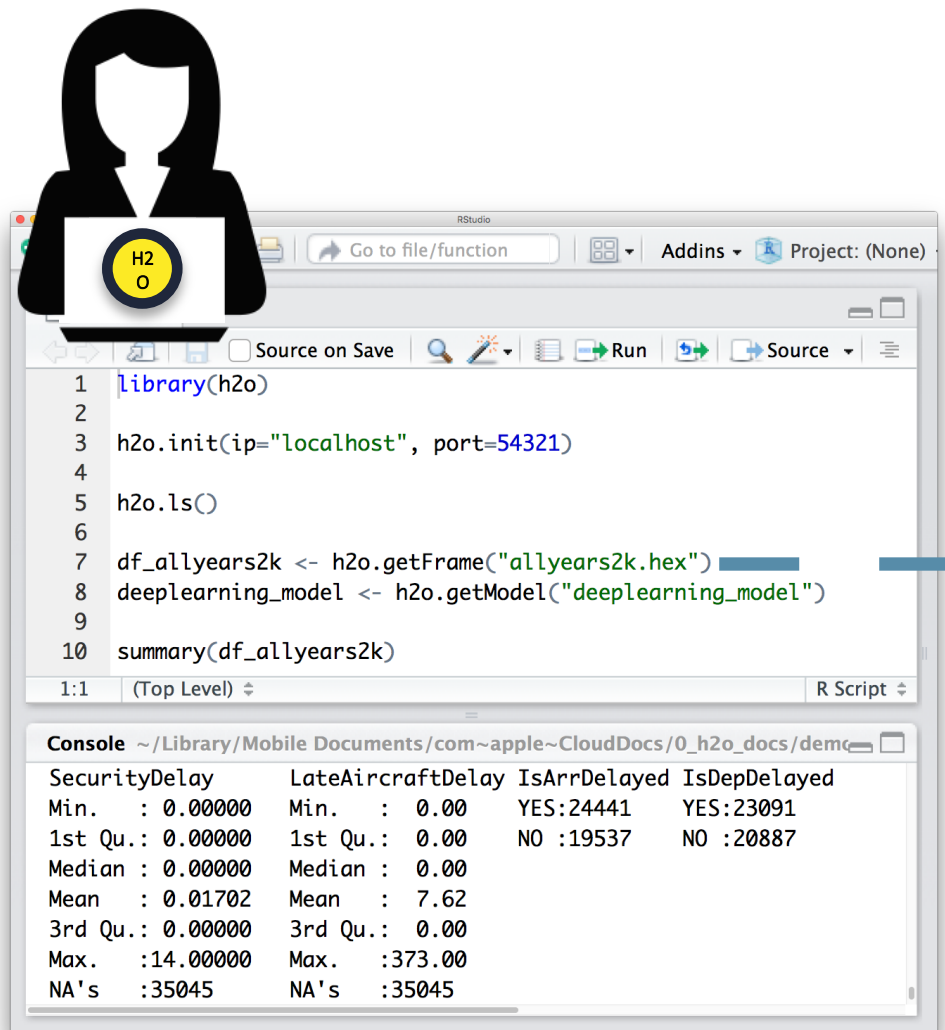 RStudio
Go to file/function
Addins
R
Project: (None)
H2
O
Source on Save
Run
Source
1 library(h2o)
2
3 h2o.init(ip="localhost", port=54321)
4
5 h2o.ls()
6
7 df_allyears2k <- h2o.getFrame("allyears2k.hex")
8 deeplearning_model <- h2o.getModel("deeplearning_model")
9
10 summary(df_allyears2k)
1:1 (Top Level) R Script
Console ~/Library/Mobile Documents/com~apple~CloudDocs/0_h2o_docs/demo
SecurityDelay LateAircraftDelay IsArrDelayed IsDepDelayed
Min. : 0.00000 Min. : 0.00 YES:24441 YES:23091
1st Qu.: 0.00000 1st Qu.: 0.00 NO :19537 NO :20887
Median : 0.00000 Median : 0.00
Mean : 0.01702 Mean : 7.62
3rd Qu.: 0.00000 3rd Qu.: 0.00
Max. :14.00000 Max. :373.00
NA's :35045 NA's :35045